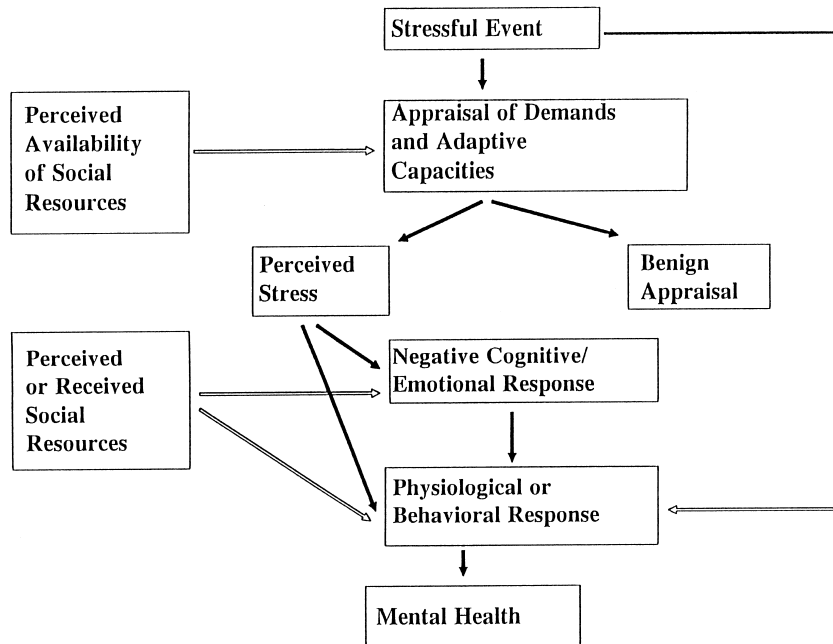 Stressful Event
Perceived
Availability
of Social
Resources
Appraisal of Demands
and Adaptive
Capacities
Perceived
Stress
Benign
Appraisal
Perceived
or Received
Social
Resources
Negative Cognitive/
Emotional Response
Physiological or
Behavioral Response
Mental Health